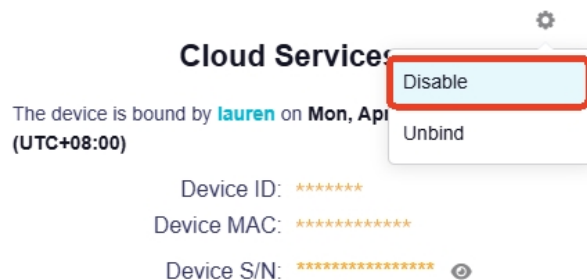 Cloud Services
Disable
The device is bound by lauren on Mon, Apr
Unbind
(UTC+08:00)
Device ID: *******
Device MAC: ************
Device S/N: ****************